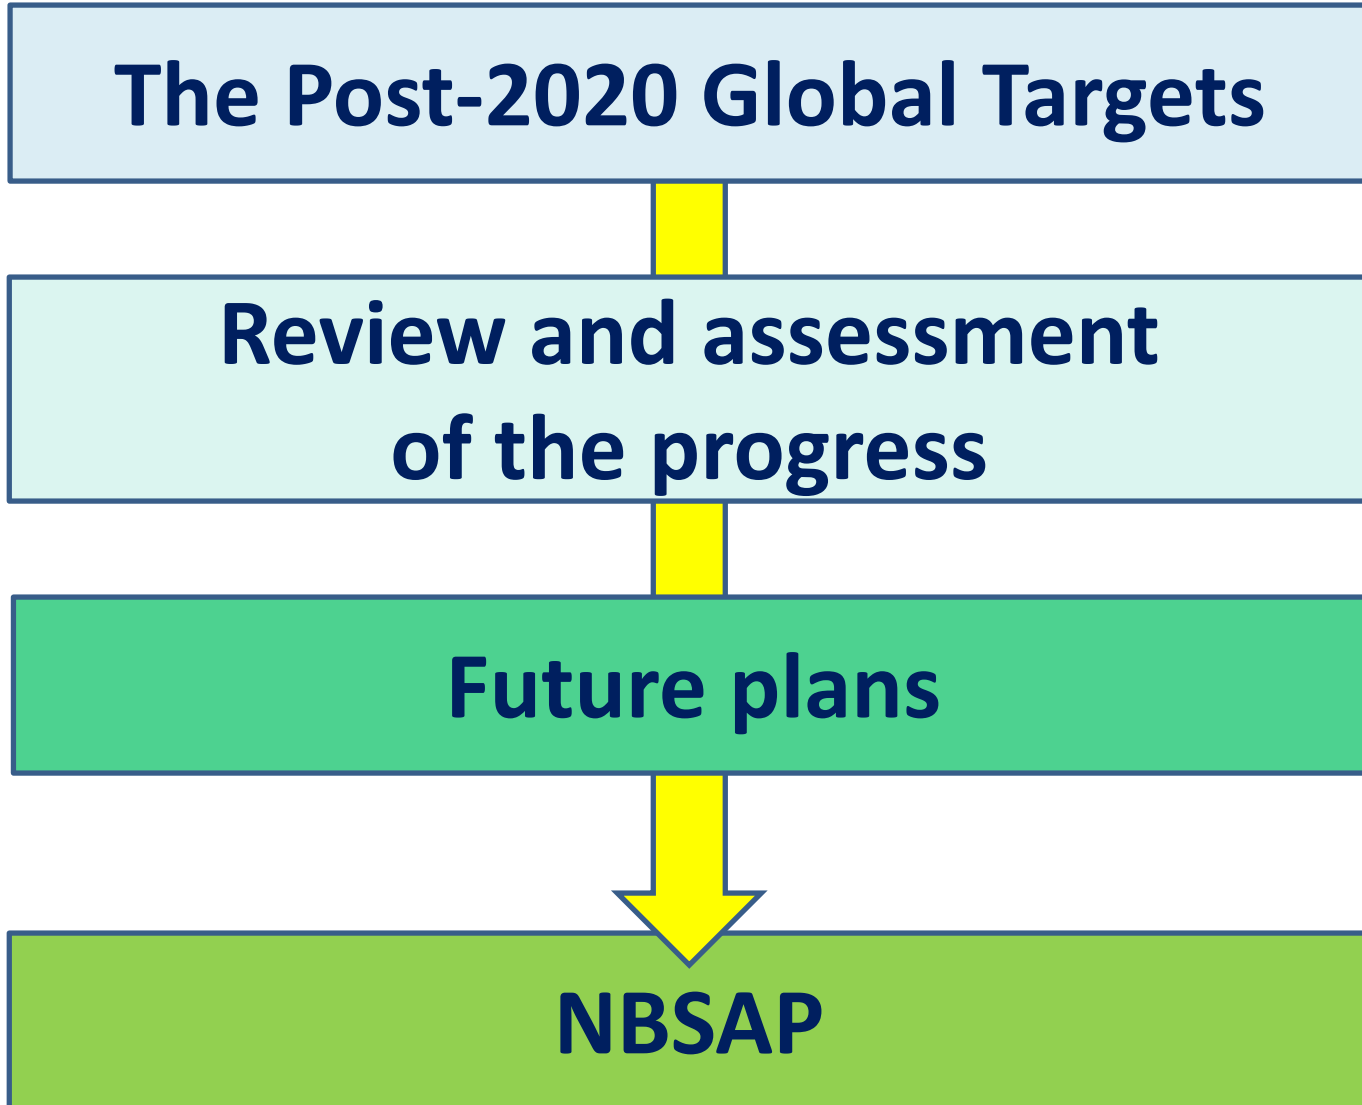 The Post-2020 Global Targets
Review and assessment
of the progress
Future plans
NBSAP